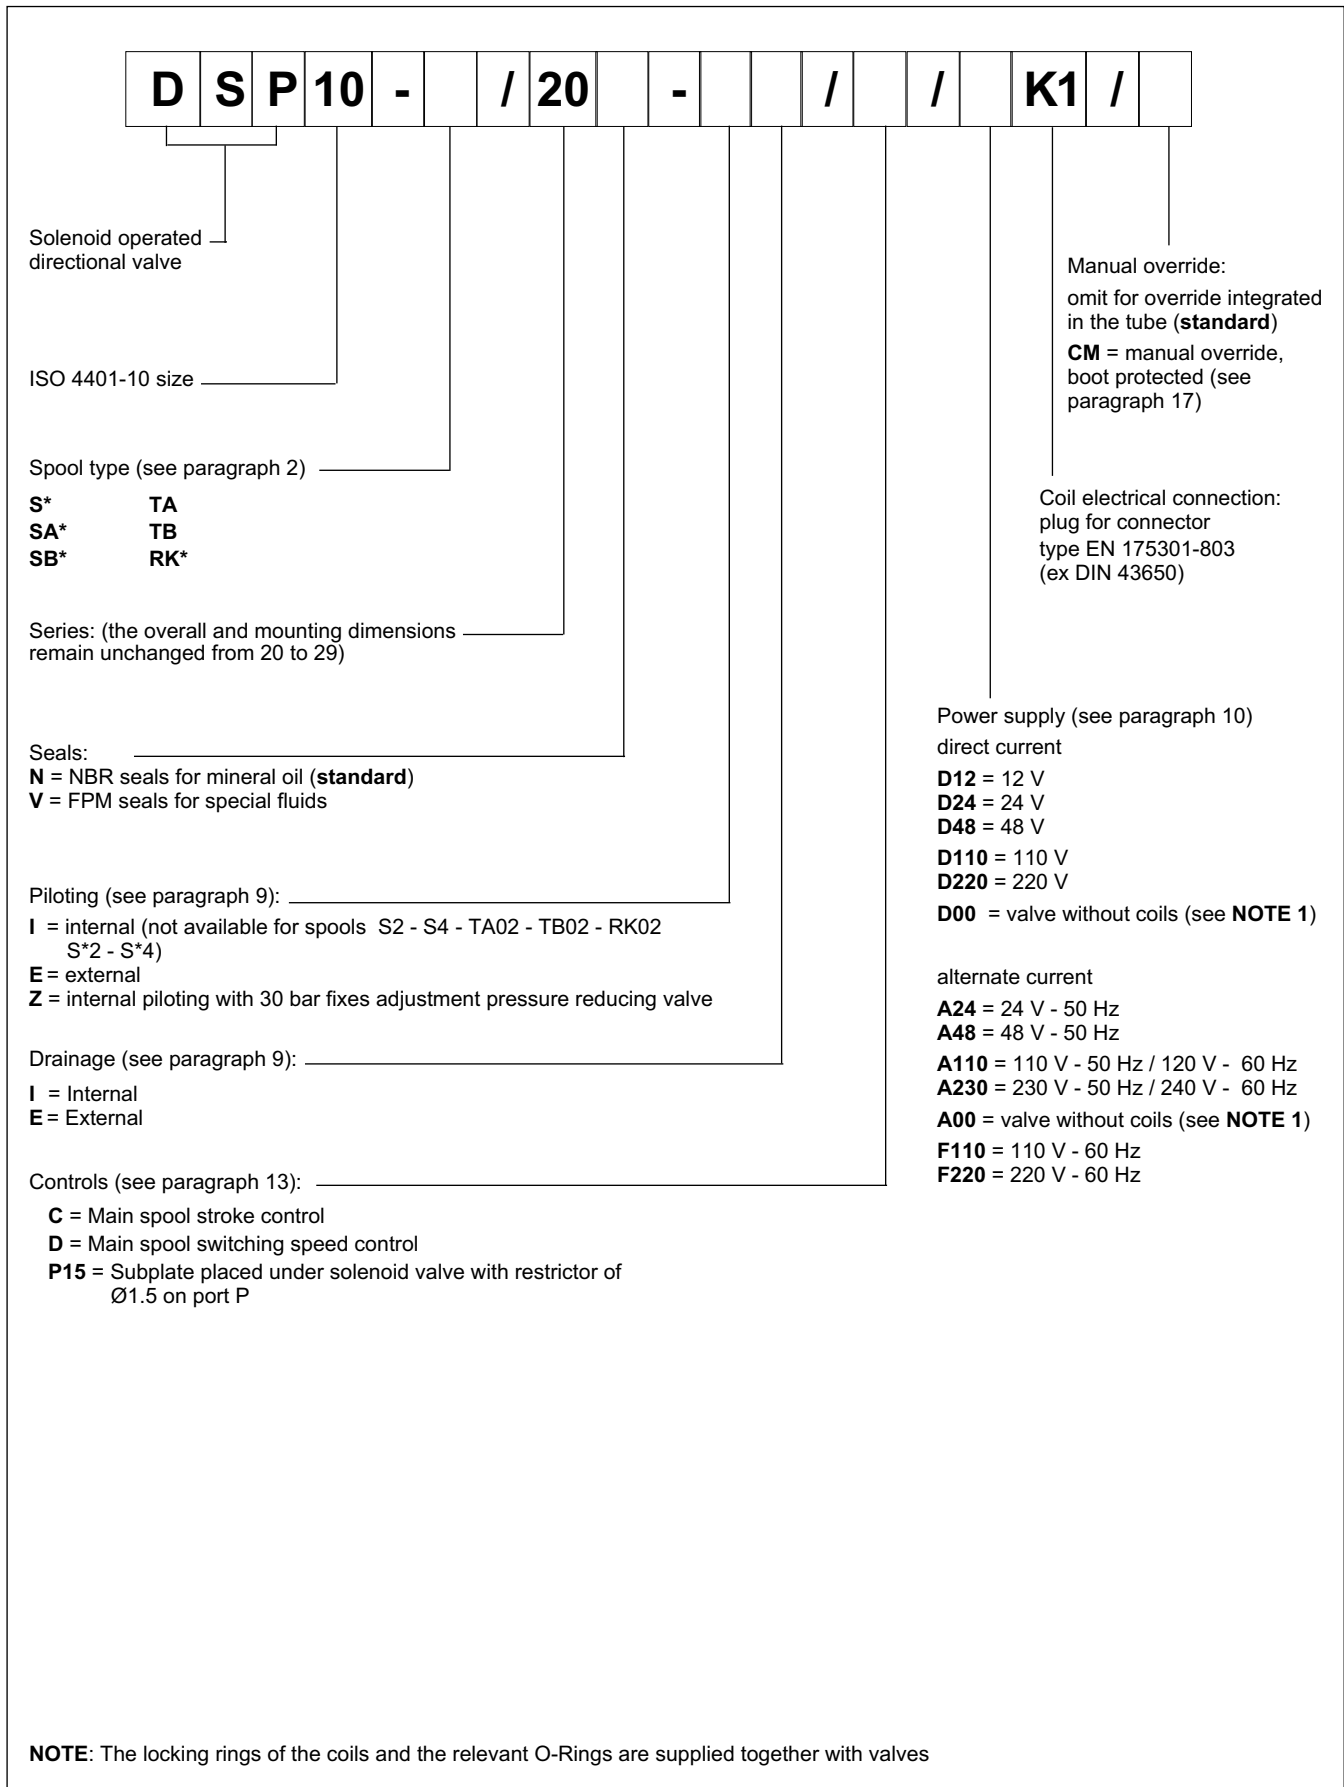 D S P 10 - / 20 - / / K1 /
Solenoid operated
directional valve
ISO 4401-10 size
Spool type (see paragraph 2)
S* TA
SA* TB
SB* RK*
Series: (the overall and mounting dimensions
remain unchanged from 20 to 29)
Seals:
N = NBR seals for mineral oil (standard)
V = FPM seals for special fluids
Piloting (see paragraph 9):
I = internal (not available for spools S2 - S4 - TA02 - TB02 - RK02
S*2 - S*4)
E = external
Z = internal piloting with 30 bar fixes adjustment pressure reducing valve
Drainage (see paragraph 9):
I = Internal
E = External
Controls (see paragraph 13):
C = Main spool stroke control
D = Main spool switching speed control
P15 = Subplate placed under solenoid valve with restrictor of
Ø1.5 on port P
Manual override:
omit for override integrated
in the tube (standard)
CM = manual override,
boot protected (see
paragraph 17)
Coil electrical connection:
plug for connector
type EN 175301-803
(ex DIN 43650)
Power supply (see paragraph 10)
direct current
D12 = 12 V
D24 = 24 V
D48 = 48 V
D110 = 110 V
D220 = 220 V
D00 = valve without coils (see NOTE 1)
alternate current
A24 = 24 V - 50 Hz
A48 = 48 V - 50 Hz
A110 = 110 V - 50 Hz / 120 V - 60 Hz
A230 = 230 V - 50 Hz / 240 V - 60 Hz
A00 = valve without coils (see NOTE 1)
F110 = 110 V - 60 Hz
F220 = 220 V - 60 Hz
NOTE: The locking rings of the coils and the relevant O-Rings are supplied together with valves